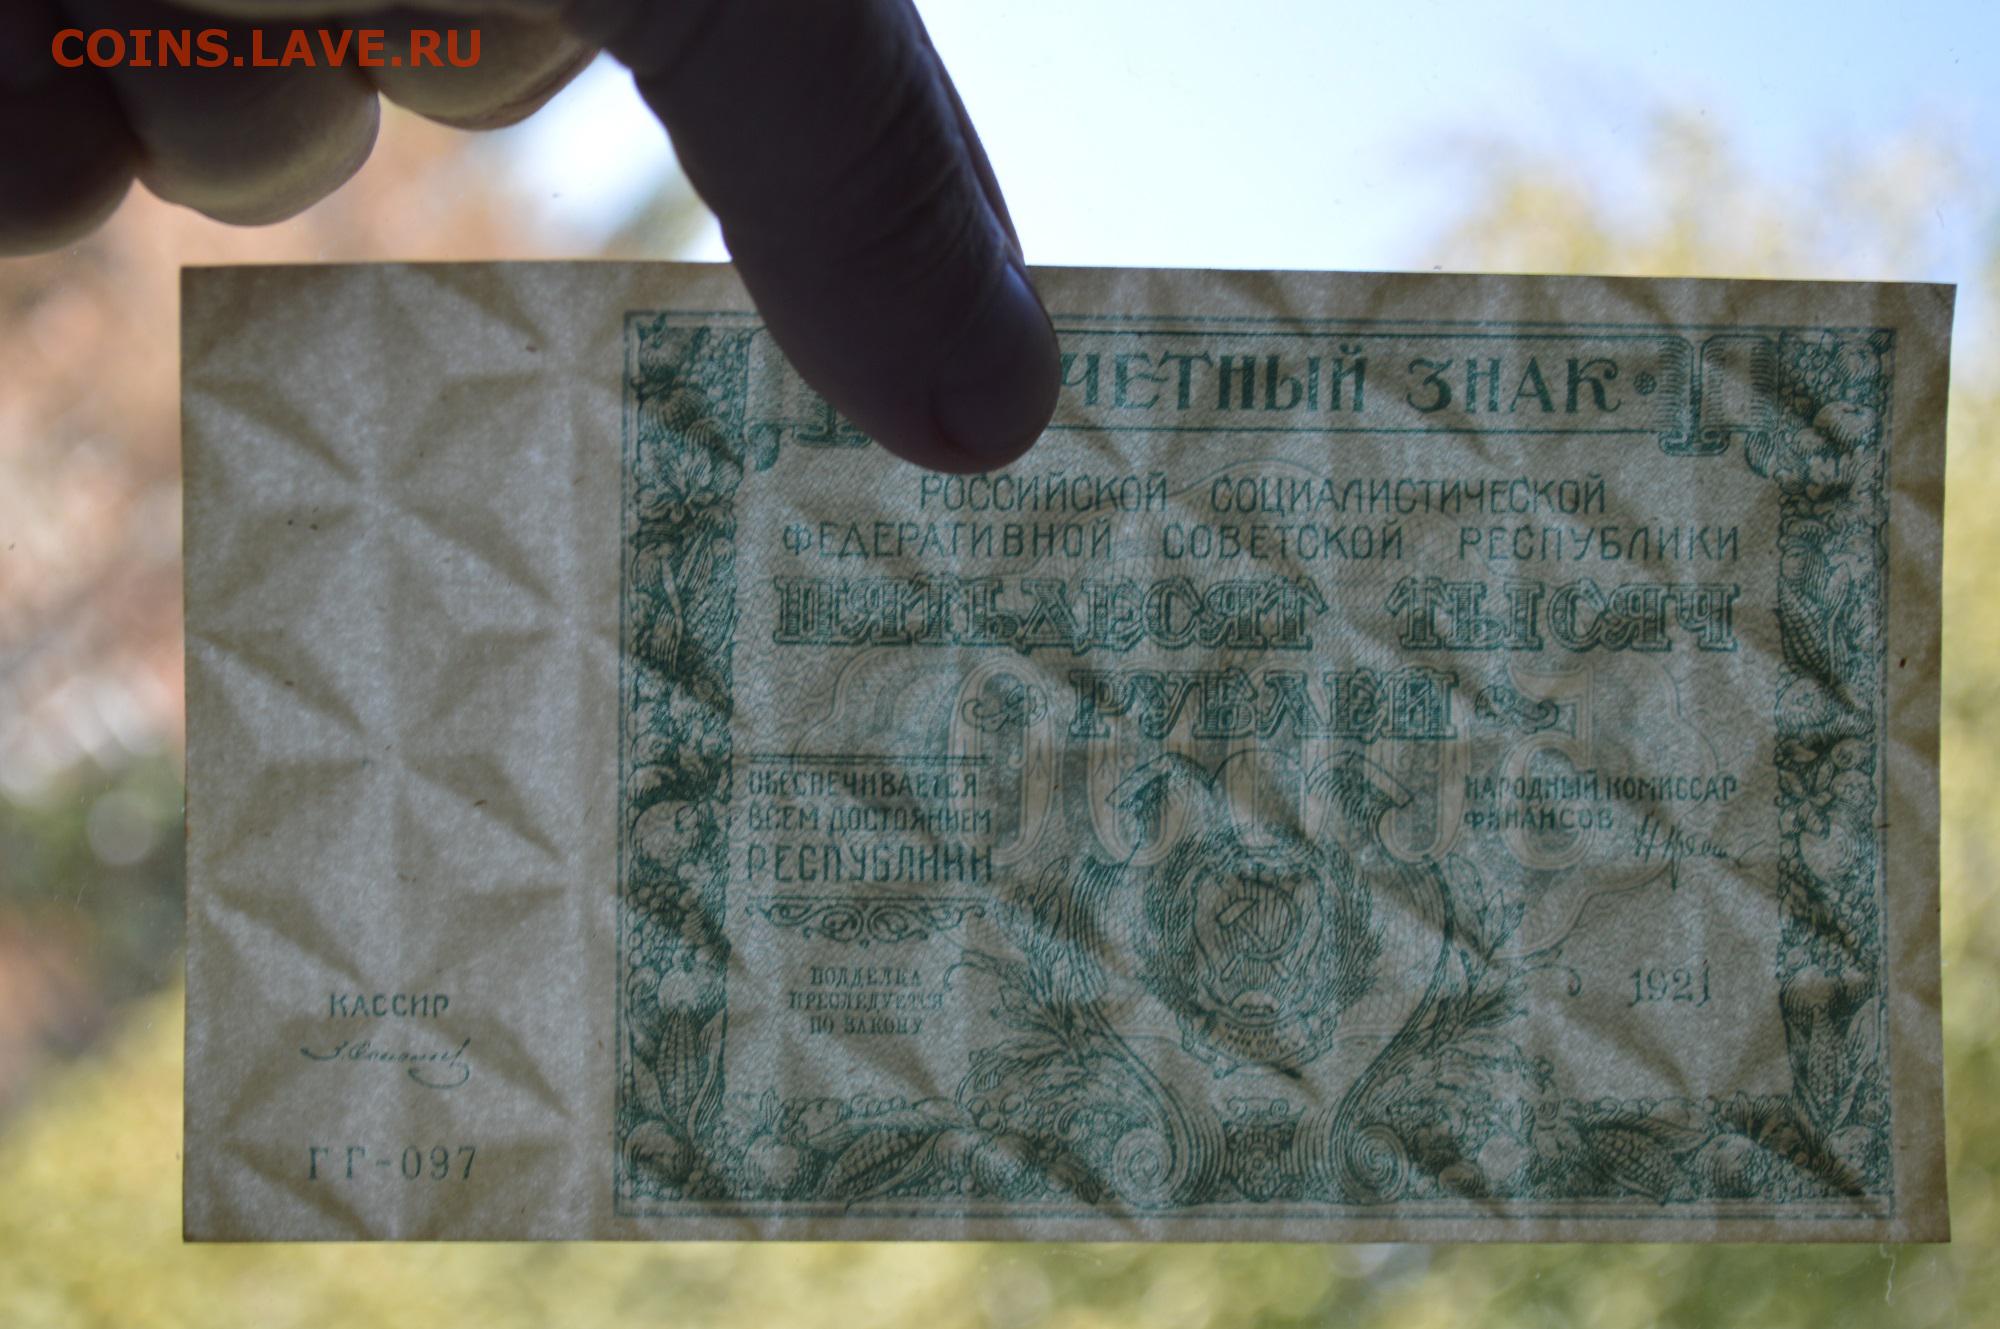 COINS.LAVE.RU
ЧЕТНЫЙ ЗНАК
РОССИЙСКОЙ СОЦИАЛИСТИЧЕСКОЙ
ФЕДЕРАТИВНОЙ СОВЕТСКОЙ РЕСПУБЛИКИ
ПЯТЬДЕСЯТ ТЫСЯЧ
РУБЛЕЙ
ОБЕСПЕЧИВАЕТСЯ
ВСЕМ ДОСТОЯНИЕМ
РЕСПУБЛИКИ
НАРОДНЫЙ КОМИССАР
ФИНАНСОВ
ПОДДЕЛКА
ПРЕСЛЕДУЕТСЯ
ПО ЗАКОНУ
1921
КАССИР
ГГ-097